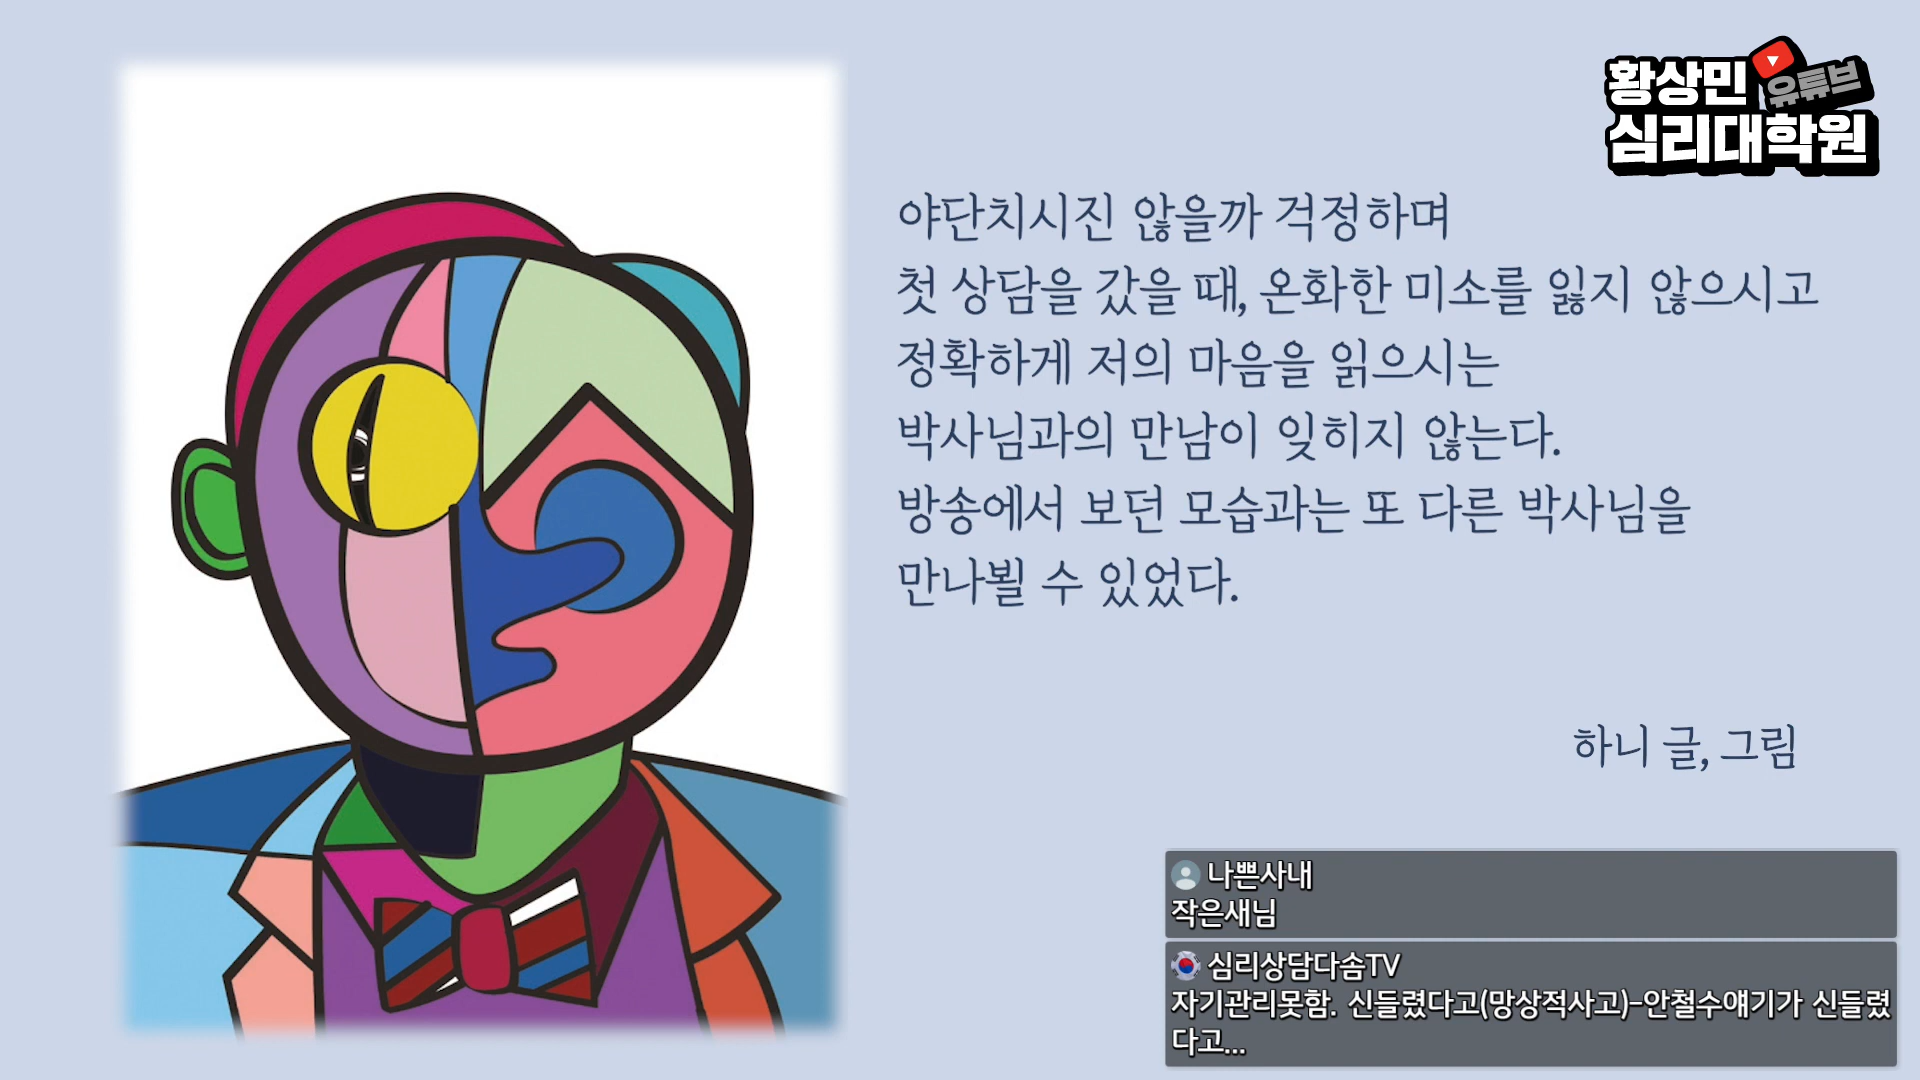 황상민 유튜브
심리대학원
야단치시진 않을까 걱정하며
첫 상담을 갔을 때, 온화한 미소를 잃지 않으시고
정확하게 저의 마음을 읽으시는
박사님과의 만남이 잊히지 않는다.
방송에서 보던 모습과는 또 다른 박사님을
만나뵐 수 있었다.
하니 글, 그림
나쁜사내
작은새님
심리상담다솜TV
자기관리못함. 신들렸다고(망상적사고)-안철수얘기가 신들렸
다고...